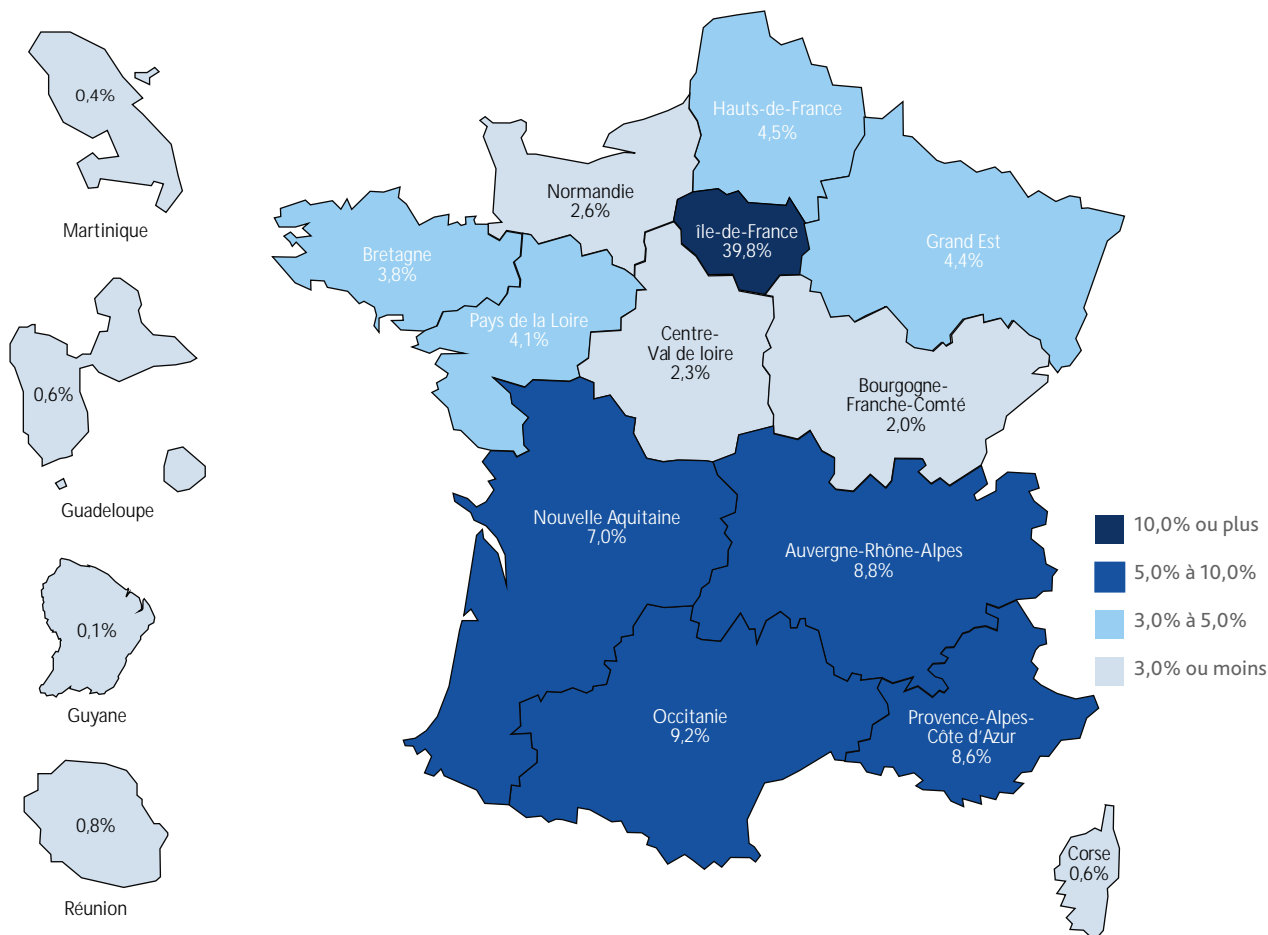 0,4%
Martinique
0,6%
Guadeloupe
0,1%
Guyane
0,8%
Réunion
Hauts-de-France
4,5%
Normandie
2,6%
île-de-France
39,8%
Grand Est
4,4%
Bretagne
3,8%
Pays de la Loire
4,1%
Centre-
Val de loire
2,3%
Bourgogne-
Franche-Comté
2,0%
Nouvelle Aquitaine
7,0%
Auvergne-Rhône-Alpes
8,8%
Occitanie
9,2%
Provence-Alpes-
Côte d'Azur
8,6%
Corse
0,6%
10,0% ou plus
5,0% à 10,0%
3,0% à 5,0%
3,0% ou moins